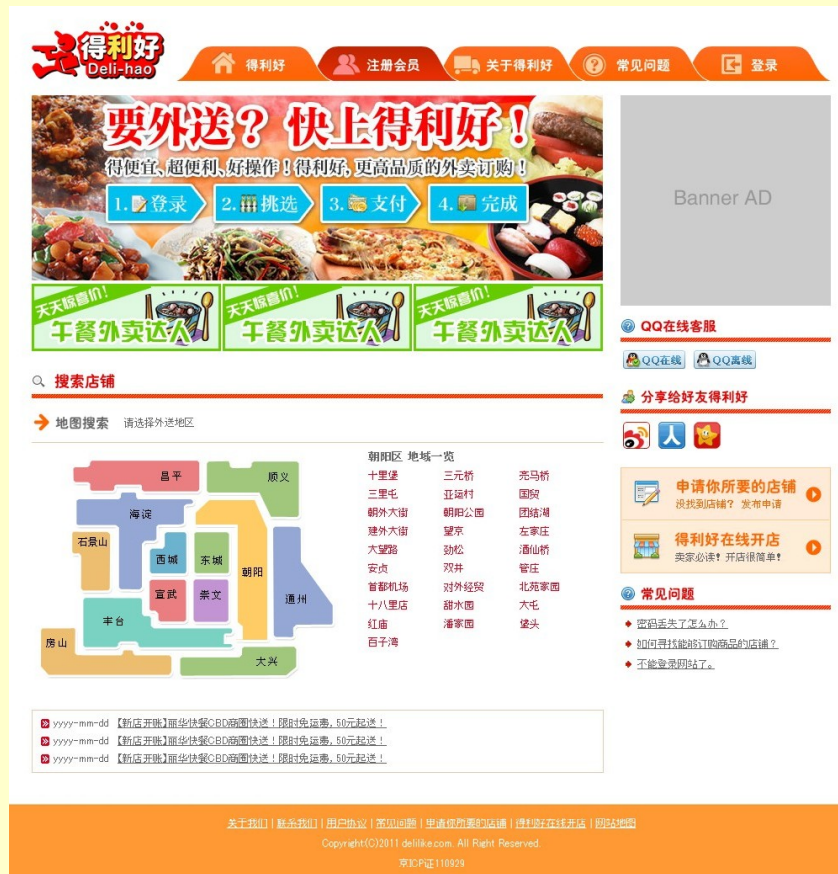 Deli-hao
得利好
Deli-hao
得利好
注册会员
关于得利好
常见问题
登录
要外送？ 快上得利好！
得便宜、超便利、好操作！得利好，更高品质的外卖订购！
1. 登录
2. 挑选
3. 支付
4. 完成
Banner AD
天天惊喜价！
午餐外卖达人
天天惊喜价！
午餐外卖达人
天天惊喜价！
午餐外卖达人
QQ在线客服
QQ在线
QQ离线
搜索店铺
分享给好友得利好
地图搜索 请选择外送地区
昌平
顺义
海淀
石景山
西城
东城
朝阳
宣武
崇文
通州
丰台
房山
大兴
朝阳区 地域一览
十里堡 三元桥 亮马桥
三里屯 亚运村 国贸
朝外大街 朝阳公园 团结湖
建外大街 望京 左家庄
大望路 劲松 酒仙桥
安贞 双井 管庄
首都机场 对外经贸 北苑家园
十八里店 甜水园 大屯
红庙 潘家园 垡头
百子湾
申请你所要的店铺
没找到店铺？ 发布申请
得利好在线开店
卖家必读！开店很简单！
常见问题
密码丢失了怎么办？
如何寻找能够订购商品的店铺？
不能登录网站了。
yyyy-mm-dd 【新店开账】丽华快餐CBD商圈快送！限时免运费，50元起送！
yyyy-mm-dd 【新店开账】丽华快餐CBD商圈快送！限时免运费，50元起送！
yyyy-mm-dd 【新店开账】丽华快餐CBD商圈快送！限时免运费，50元起送！
关于我们 | 联系我们 | 用户协议 | 常见问题 | 申请你所要的店铺 | 得利好在线开店 | 网站地图
Copyright(C)2011 delilike.com. All Right Reserved.
京ICP证110929